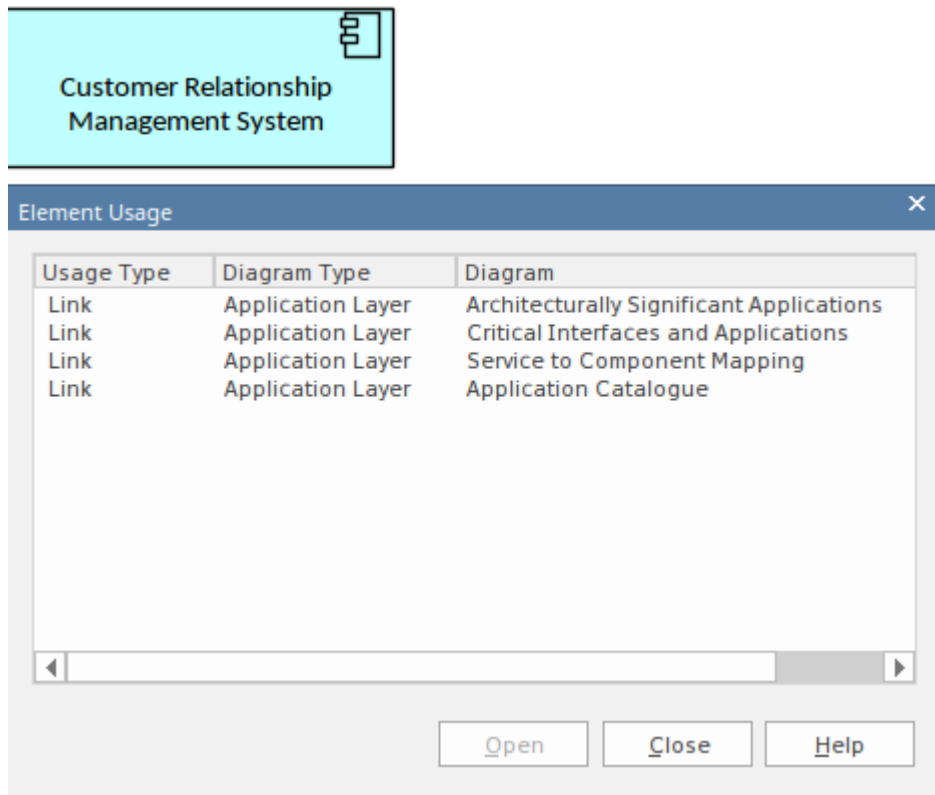 Customer Relationship
Management System
Element Usage
Usage Type Diagram Type Diagram
Link Application Layer Architecturally Significant Applications
Link Application Layer Critical Interfaces and Applications
Link Application Layer Service to Component Mapping
Link Application Layer Application Catalogue
Open Close Help